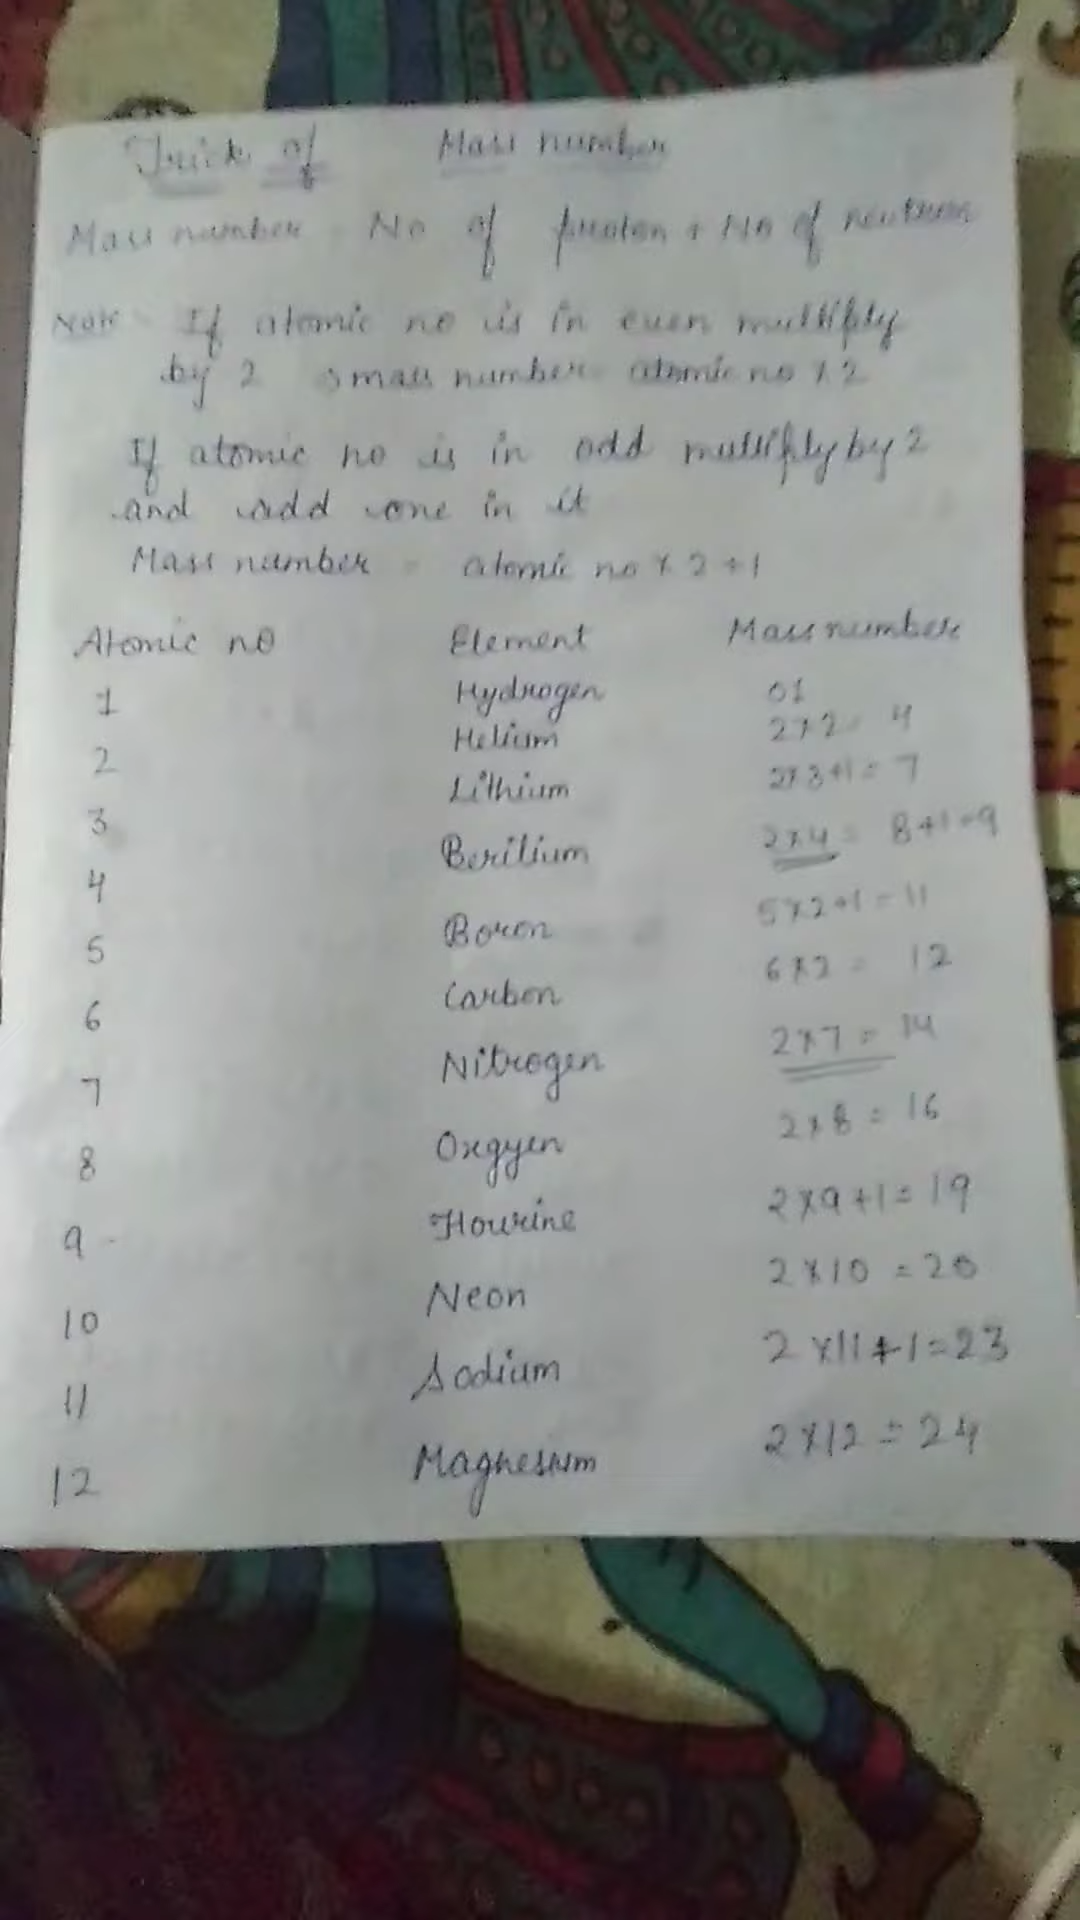 Trick of Mass number
Mass number = No of proton + No of neutron
Note - If atomic no is in even multiply
by 2 mass number = atomic no x 2
If atomic no is in odd multiply by 2
and add one in it
Mass number = atomic no x 2 + 1
Atomic no Element Mass number
1 Hydrogen 01
2 Helium 2x2 = 4
3 Lithium 2x3+1 = 7
4 Berilium 2x4 = 8+1=9
5 Boron 5x2+1 = 11
6 Carbon 6x2 = 12
7 Nitrogen 2x7 = 14
8 Oxgyen 2x8 = 16
9 Flourine 2x9+1 = 19
10 Neon 2x10 = 20
11 Sodium 2x11+1=23
12 Magnesium 2x12 = 24